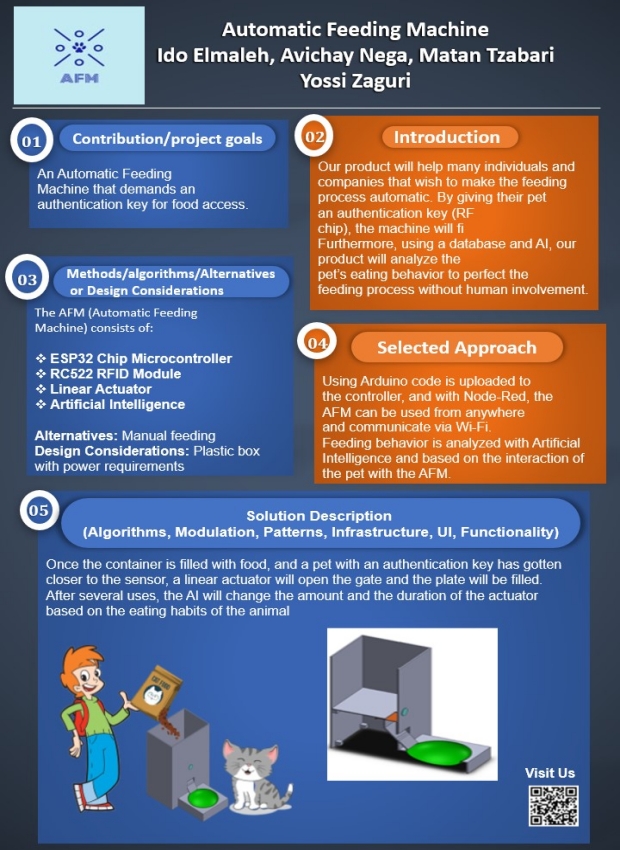 AFM
Automatic Feeding Machine
Ido Elmaleh, Avichay Nega, Matan Tzabari
Yossi Zaguri
01
Contribution/project goals
An Automatic Feeding
Machine that demands an
authentication key for food access.
02
Introduction
Our product will help many individuals and
companies that wish to make the feeding
process automatic. By giving their pet
an authentication key (RF
chip), the machine will fi
Furthermore, using a database and AI, our
product will analyze the
pet's eating behavior to perfect the
feeding process without human involvement.
03
Methods/algorithms/Alternatives
or Design Considerations
The AFM (Automatic Feeding
Machine) consists of:
❖ ESP32 Chip Microcontroller
❖ RC522 RFID Module
❖ Linear Actuator
❖ Artificial Intelligence
Alternatives: Manual feeding
Design Considerations: Plastic box
with power requirements
04
Selected Approach
Using Arduino code is uploaded to
the controller, and with Node-Red, the
AFM can be used from anywhere
and communicate via Wi-Fi.
Feeding behavior is analyzed with Artificial
Intelligence and based on the interaction of
the pet with the AFM.
05
Solution Description
(Algorithms, Modulation, Patterns, Infrastructure, UI, Functionality)
Once the container is filled with food, and a pet with an authentication key has gotten
closer to the sensor, a linear actuator will open the gate and the plate will be filled.
After several uses, the AI will change the amount and the duration of the actuator
based on the eating habits of the animal
CAT FOOD
Visit Us